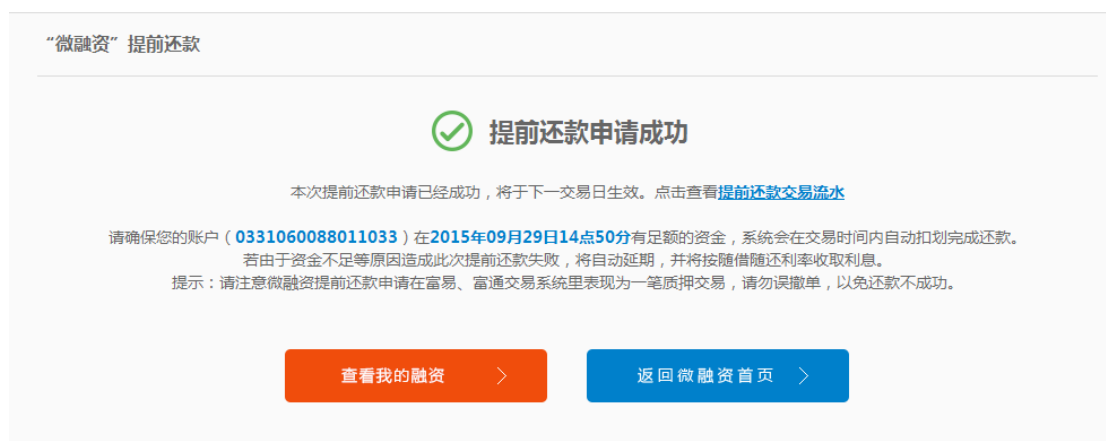 “微融资”提前还款
提前还款申请成功
本次提前还款申请已经成功，将于下一交易日生效。点击查看提前还款交易流水
请确保您的账户（0331060088011033）在2015年09月29日14点50分有足额的资金，系统会在交易时间内自动扣划完成还款。
若由于资金不足等原因造成此次提前还款失败，将自动延期，并将按随借随还利率收取利息。
提示：请注意微融资提前还款申请在富易、富通交易系统里表现为一笔质押交易，请勿误撤单，以免还款不成功。
查看我的融资
返回微融资首页